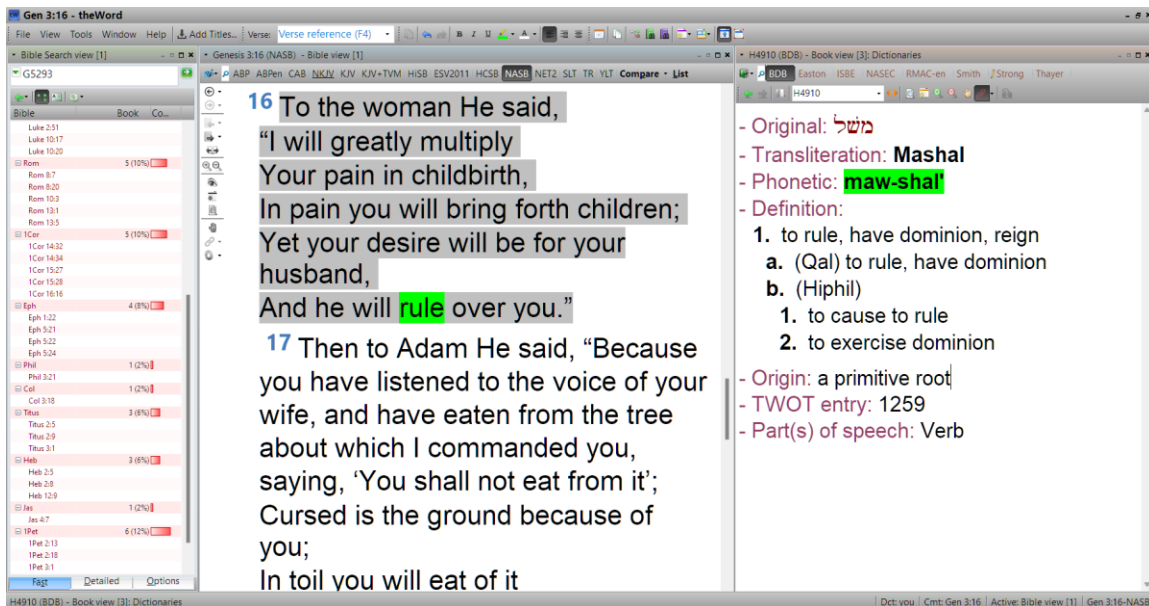 Gen 3:16 - theWord
File View Tools Window Help Add Titles... Verse: Verse reference (F4) B I U A
Bible Search view [1]
G5293
Bible Book Co...
Luke 2:51
Luke 10:17
Luke 10:20
Rom 5 (10%)
Rom 8:7
Rom 8:20
Rom 10:3
Rom 13:1
Rom 13:5
1Cor 5 (10%)
1Cor 14:32
1Cor 14:34
1Cor 15:27
1Cor 15:28
1Cor 16:16
Eph 4 (8%)
Eph 1:22
Eph 5:21
Eph 5:22
Eph 5:24
Phil 1 (2%)
Phil 3:21
Col 1 (2%)
Col 3:18
Titus 3 (6%)
Titus 2:5
Titus 2:9
Titus 3:1
Heb 3 (6%)
Heb 2:5
Heb 2:8
Heb 12:9
Jas 1 (2%)
Jas 4:7
1Pet 6 (12%)
1Pet 2:13
1Pet 2:18
1Pet 3:1
Fast Detailed Options
Genesis 3:16 (NASB) - Bible view [1]
ABP ABPen CAB NKJV KJV KJV+TVM HiSB ESV2011 HCSB NASB NET2 SLT TR YLT Compare List
16 To the woman He said,
“I will greatly multiply
Your pain in childbirth,
In pain you will bring forth children;
Yet your desire will be for your
husband,
And he will rule over you.”
17 Then to Adam He said, “Because
you have listened to the voice of your
wife, and have eaten from the tree
about which I commanded you,
saying, ‘You shall not eat from it’;
Cursed is the ground because of
you;
In toil you will eat of it
H4910 (BDB) - Book view [3]: Dictionaries
BDB Easton ISBE NASEC RMAC-en Smith JStrong Thayer
H4910
- Original: משׁל
- Transliteration: Mashal
- Phonetic: maw-shal'
- Definition:
1. to rule, have dominion, reign
a. (Qal) to rule, have dominion
b. (Hiphil)
1. to cause to rule
2. to exercise dominion
- Origin: a primitive root
- TWOT entry: 1259
- Part(s) of speech: Verb
H4910 (BDB) - Book view [3]: Dictionaries
Dct: you Cmt: Gen 3:16 Active: Bible view [1] Gen 3:16-NASB